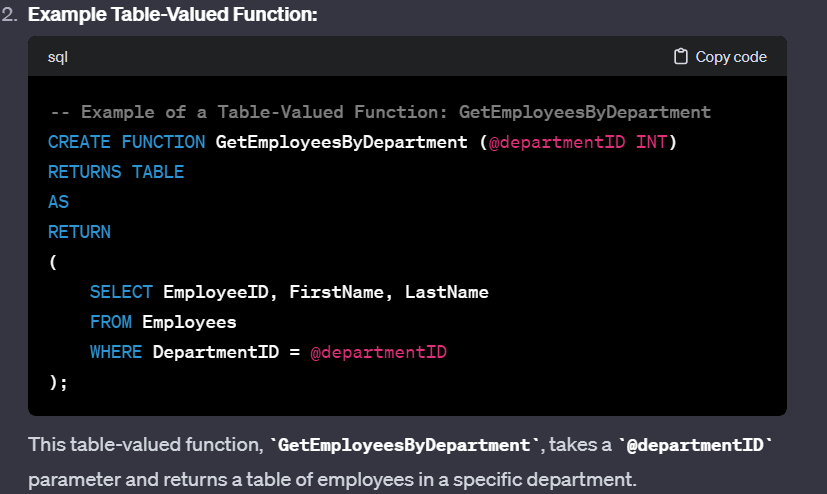 2. Example Table-Valued Function:
sql
Copy code
-- Example of a Table-Valued Function: GetEmployeesByDepartment
CREATE FUNCTION GetEmployeesByDepartment (@departmentID INT)
RETURNS TABLE
AS
RETURN
(
    SELECT EmployeeID, FirstName, LastName
    FROM Employees
    WHERE DepartmentID = @departmentID
);
This table-valued function, `GetEmployeesByDepartment`, takes a `@departmentID`
parameter and returns a table of employees in a specific department.